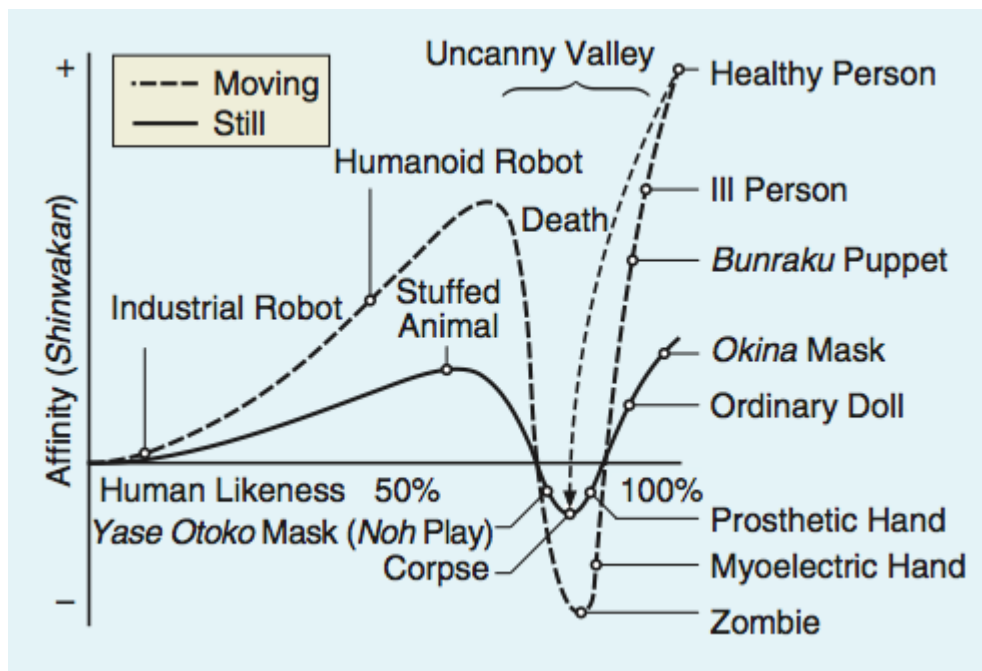 +
Moving
Still
Uncanny Valley
Healthy Person
Humanoid Robot
Death
Ill Person
Bunraku Puppet
Industrial Robot
Stuffed
Animal
Okina Mask
Ordinary Doll
Affinity (Shinwakan)
Human Likeness 50% 100%
Yase Otoko Mask (Noh Play)
Prosthetic Hand
Corpse
Myoelectric Hand
−
Zombie